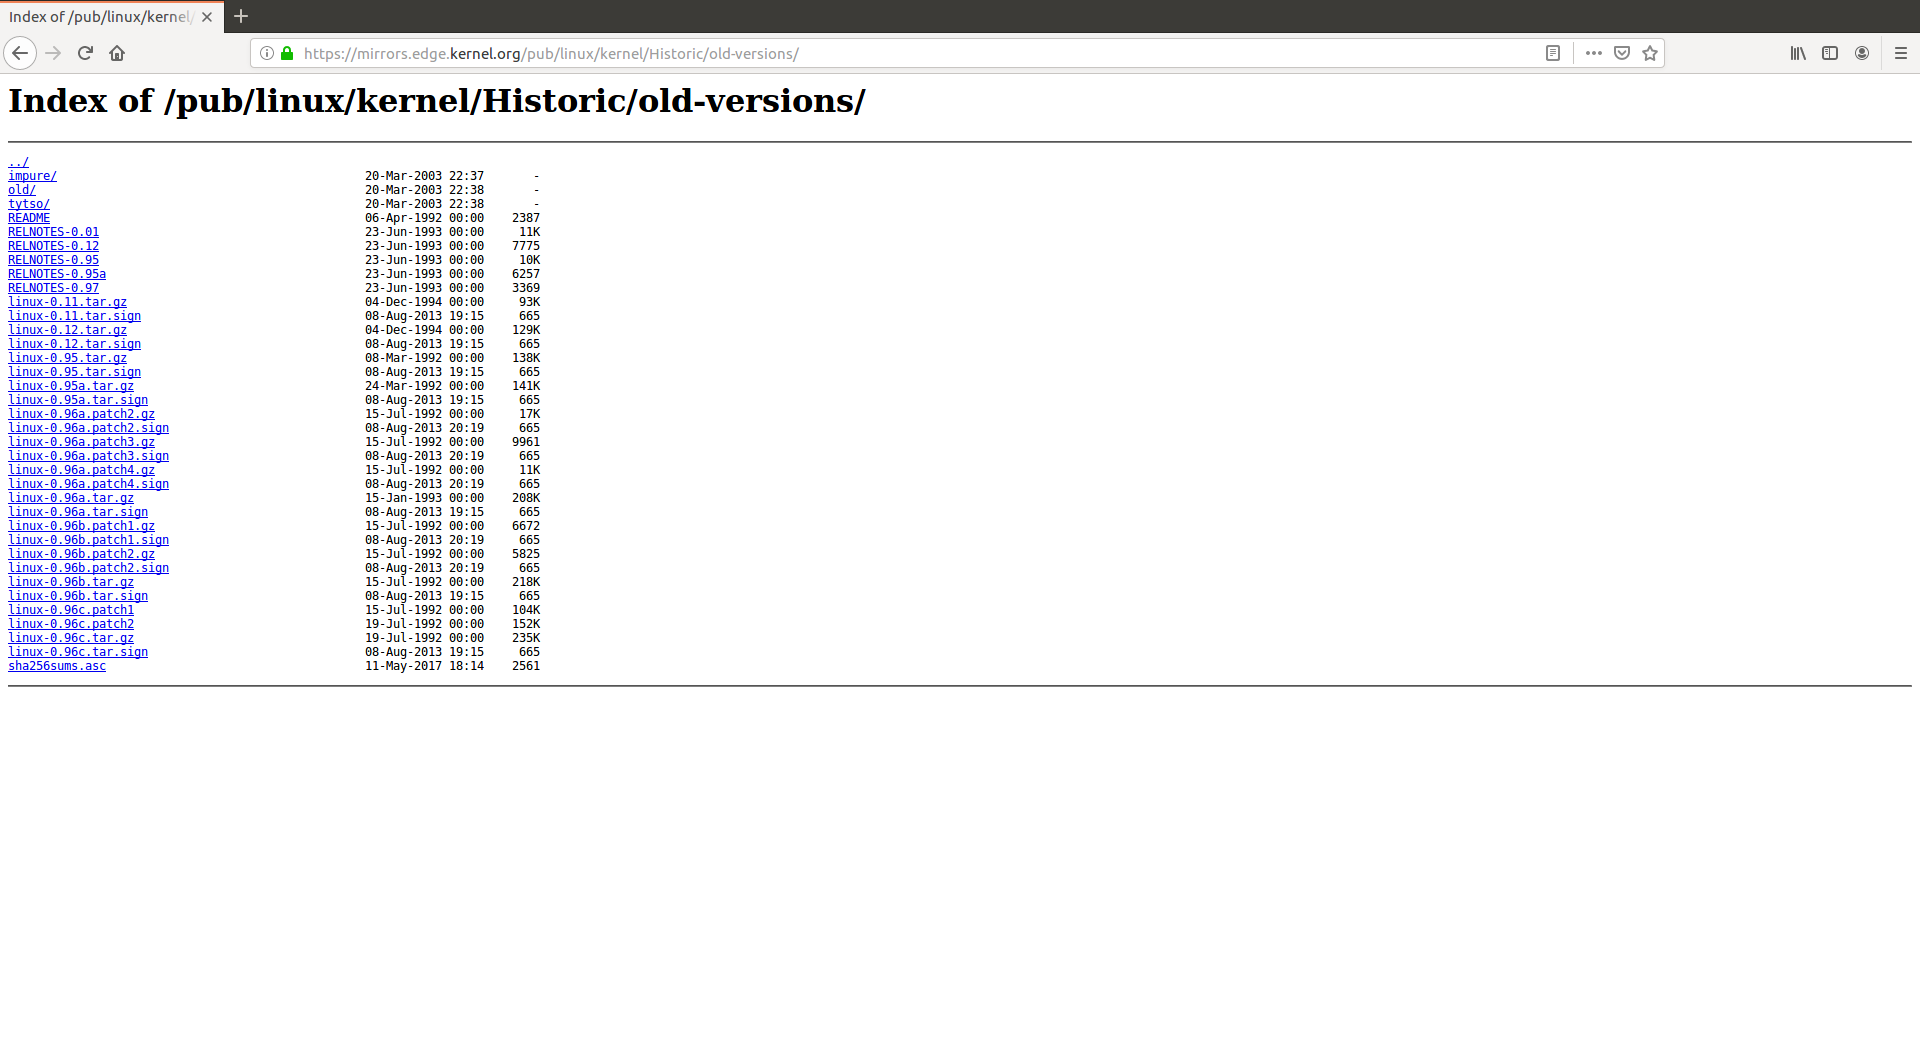 Index of /pub/linux/kernel/
https://mirrors.edge.kernel.org/pub/linux/kernel/Historic/old-versions/
Index of /pub/linux/kernel/Historic/old-versions/
../
impure/ 20-Mar-2003 22:37 -
old/ 20-Mar-2003 22:38 -
tytso/ 20-Mar-2003 22:38 -
README 06-Apr-1992 00:00 2387
RELNOTES-0.01 23-Jun-1993 00:00 11K
RELNOTES-0.12 23-Jun-1993 00:00 7775
RELNOTES-0.95 23-Jun-1993 00:00 10K
RELNOTES-0.95a 23-Jun-1993 00:00 6257
RELNOTES-0.97 23-Jun-1993 00:00 3369
linux-0.11.tar.gz 04-Dec-1994 00:00 93K
linux-0.11.tar.sign 08-Aug-2013 19:15 665
linux-0.12.tar.gz 04-Dec-1994 00:00 129K
linux-0.12.tar.sign 08-Aug-2013 19:15 665
linux-0.95.tar.gz 08-Mar-1992 00:00 138K
linux-0.95.tar.sign 08-Aug-2013 19:15 665
linux-0.95a.tar.gz 24-Mar-1992 00:00 141K
linux-0.95a.tar.sign 08-Aug-2013 19:15 665
linux-0.96a.patch2.gz 15-Jul-1992 00:00 17K
linux-0.96a.patch2.sign 08-Aug-2013 20:19 665
linux-0.96a.patch3.gz 15-Jul-1992 00:00 9961
linux-0.96a.patch3.sign 08-Aug-2013 20:19 665
linux-0.96a.patch4.gz 15-Jul-1992 00:00 11K
linux-0.96a.patch4.sign 08-Aug-2013 20:19 665
linux-0.96a.tar.gz 15-Jan-1993 00:00 208K
linux-0.96a.tar.sign 08-Aug-2013 19:15 665
linux-0.96b.patch1.gz 15-Jul-1992 00:00 6672
linux-0.96b.patch1.sign 08-Aug-2013 20:19 665
linux-0.96b.patch2.gz 15-Jul-1992 00:00 5825
linux-0.96b.patch2.sign 08-Aug-2013 20:19 665
linux-0.96b.tar.gz 15-Jul-1992 00:00 218K
linux-0.96b.tar.sign 08-Aug-2013 19:15 665
linux-0.96c.patch1 15-Jul-1992 00:00 104K
linux-0.96c.patch2 19-Jul-1992 00:00 152K
linux-0.96c.tar.gz 19-Jul-1992 00:00 235K
linux-0.96c.tar.sign 08-Aug-2013 19:15 665
sha256sums.asc 11-May-2017 18:14 2561